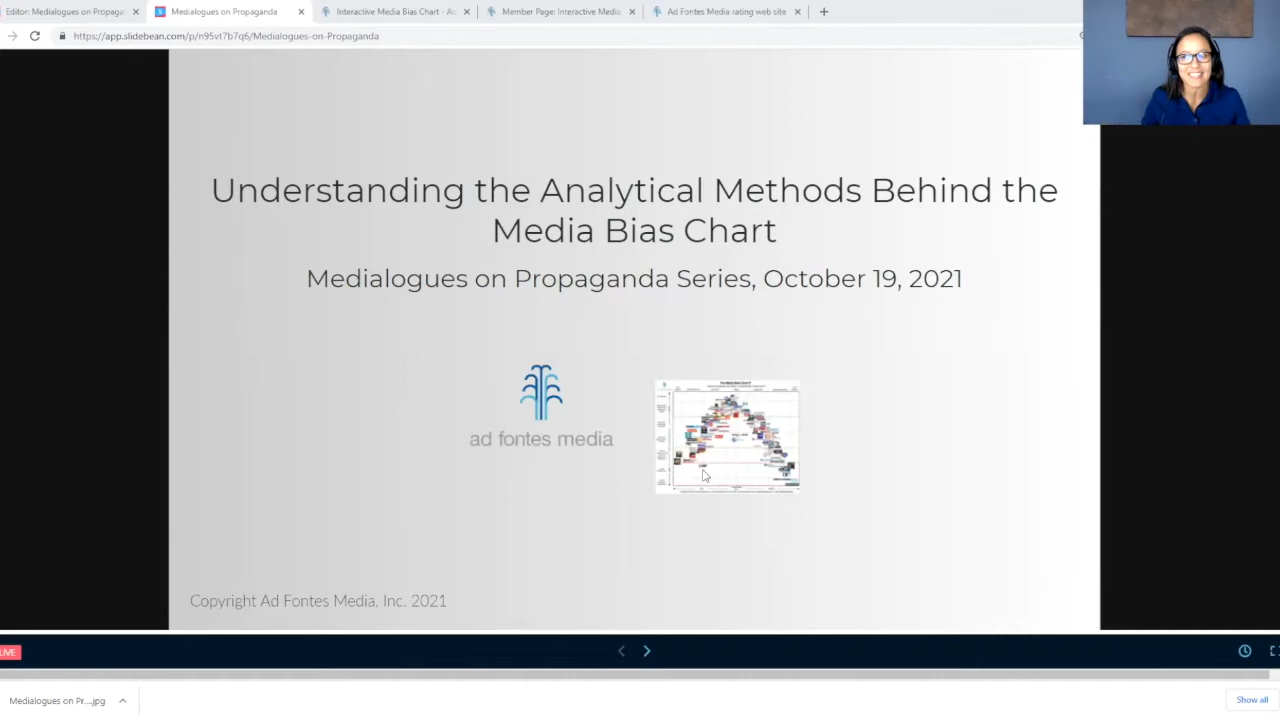 Editor: Medialogues on Propaga
Medialogues on Propaganda
Interactive Media Bias Chart - Ad
Member Page: Interactive Media
Ad Fontes Media rating web site
https://app.slidebean.com/p/n95vt7b7q6/Medialogues-on-Propaganda
Understanding the Analytical Methods Behind the
Media Bias Chart
Medialogues on Propaganda Series, October 19, 2021
ad fontes media
Copyright Ad Fontes Media, Inc. 2021
LIVE
Medialogues on Pr....jpg
Show all